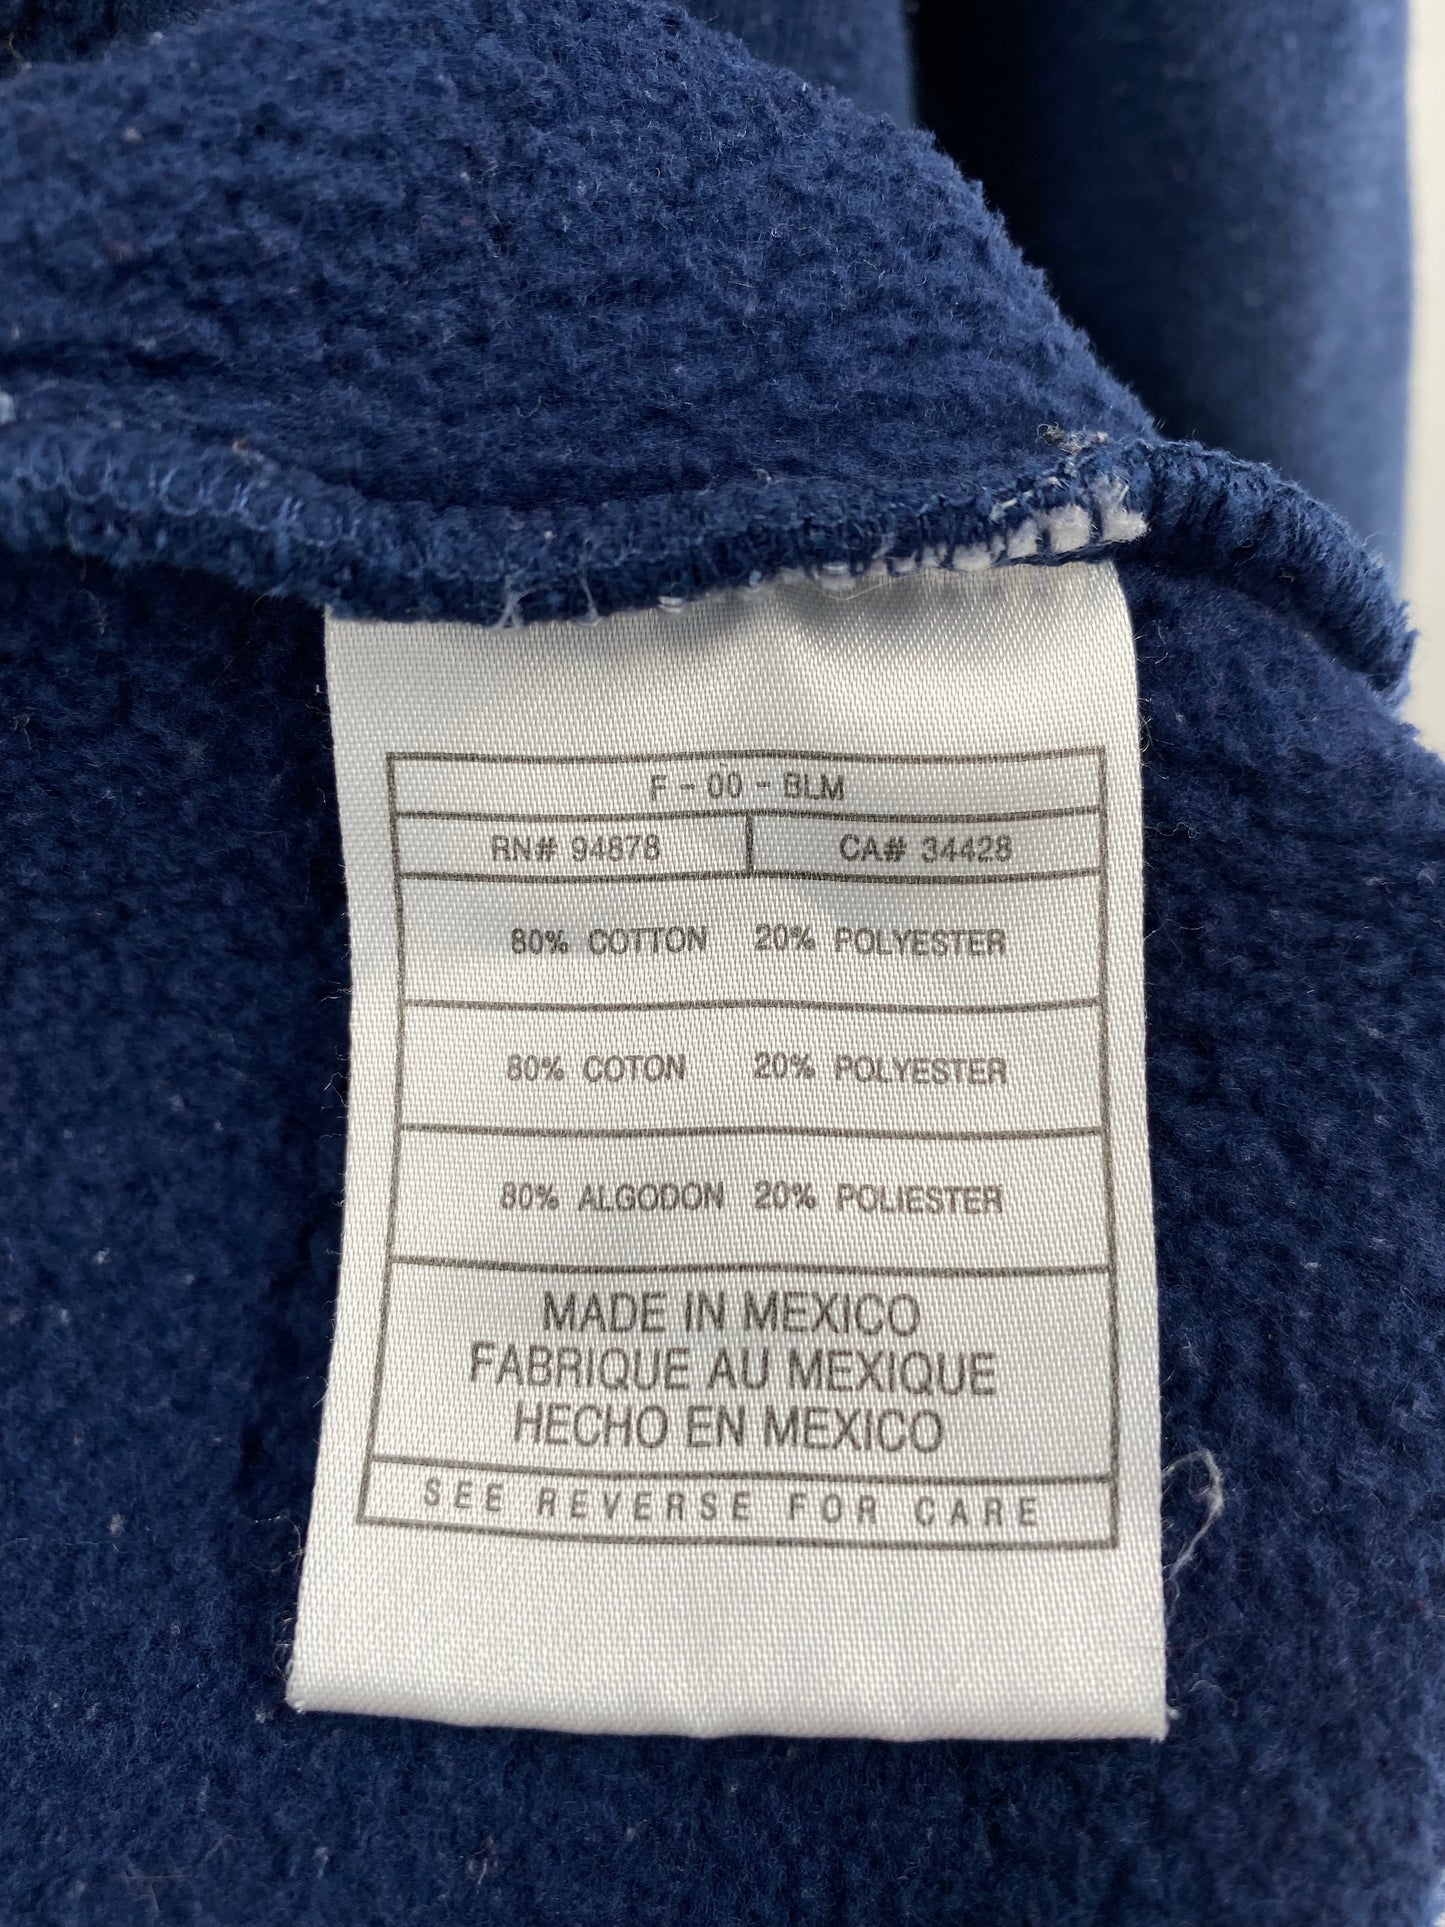 F - 00 - BLM
RN# 94878 CA# 34428
80% COTTON 20% POLYESTER
80% COTON 20% POLYESTER
80% ALGODON 20% POLIESTER
MADE IN MEXICO
FABRIQUE AU MEXIQUE
HECHO EN MEXICO
SEE REVERSE FOR CARE